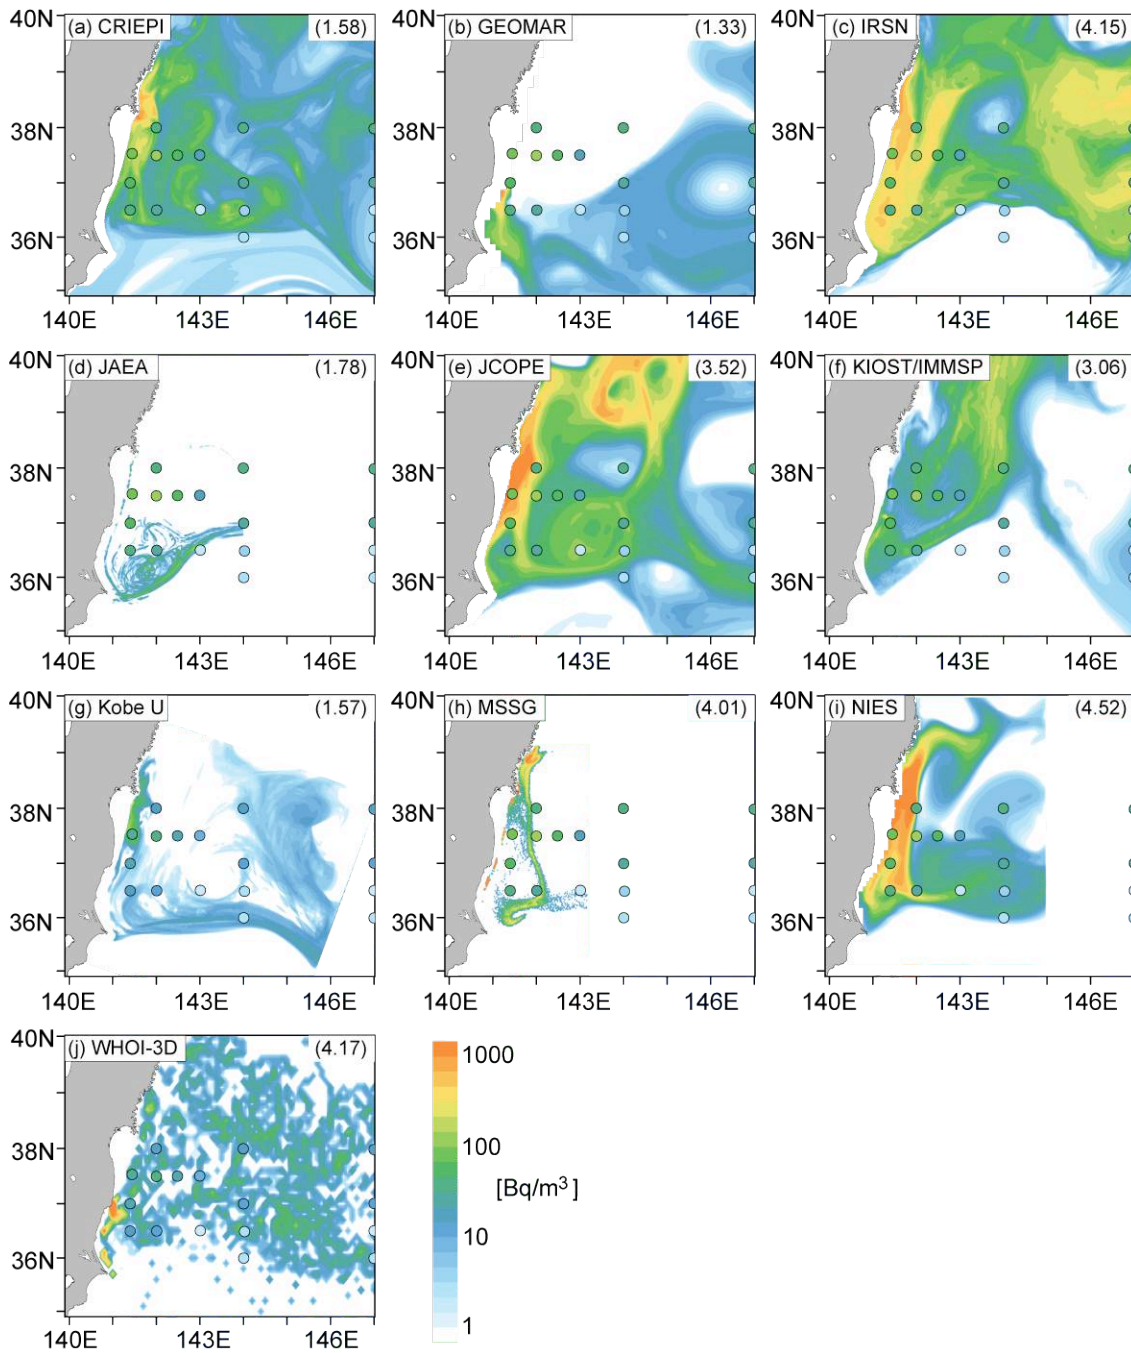 (a) CRIEPI (1.58) (b) GEOMAR (1.33) (c) IRSN (4.15)
40N 40N 40N
38N 38N 38N
36N 36N 36N
140E 143E 146E 140E 143E 146E 140E 143E 146E
(d) JAEA (1.78) (e) JCOPE (3.52) (f) KIOST/IMMSP (3.06)
40N 40N 40N
38N 38N 38N
36N 36N 36N
140E 143E 146E 140E 143E 146E 140E 143E 146E
(g) Kobe U (1.57) (h) MSSG (4.01) (i) NIES (4.52)
40N 40N 40N
38N 38N 38N
36N 36N 36N
140E 143E 146E 140E 143E 146E 140E 143E 146E
(j) WHOI-3D (4.17)
40N
38N
36N
140E 143E 146E
1000
100
[Bq/m³]
10
1